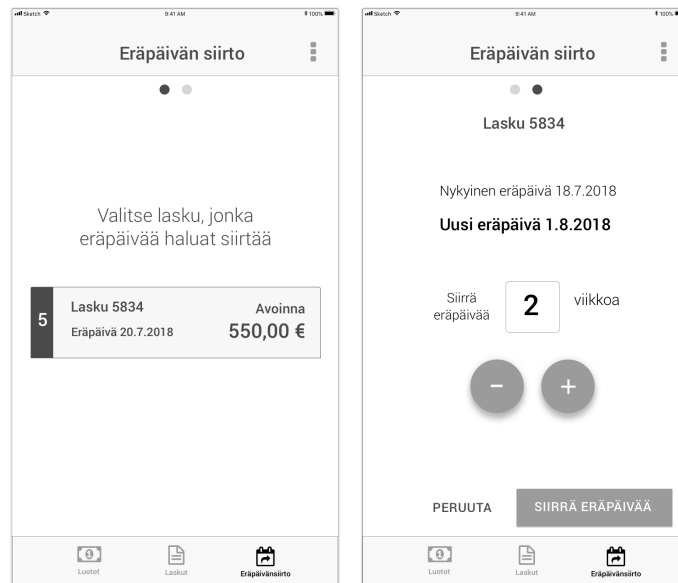 Sketch 9:41 AM 100%
Eräpäivän siirto
Valitse lasku, jonka
eräpäivää haluat siirtää
5
Lasku 5834
Eräpäivä 20.7.2018
Avoinna
550,00 €
Luotot
Laskut
Eräpäivänsiirto
Sketch 9:41 AM 100%
Eräpäivän siirto
Lasku 5834
Nykyinen eräpäivä 18.7.2018
Uusi eräpäivä 1.8.2018
Siirrä
eräpäivää
2
viikkoa
− +
PERUUTA
SIIRRÄ ERÄPÄIVÄÄ
Luotot
Laskut
Eräpäivänsiirto